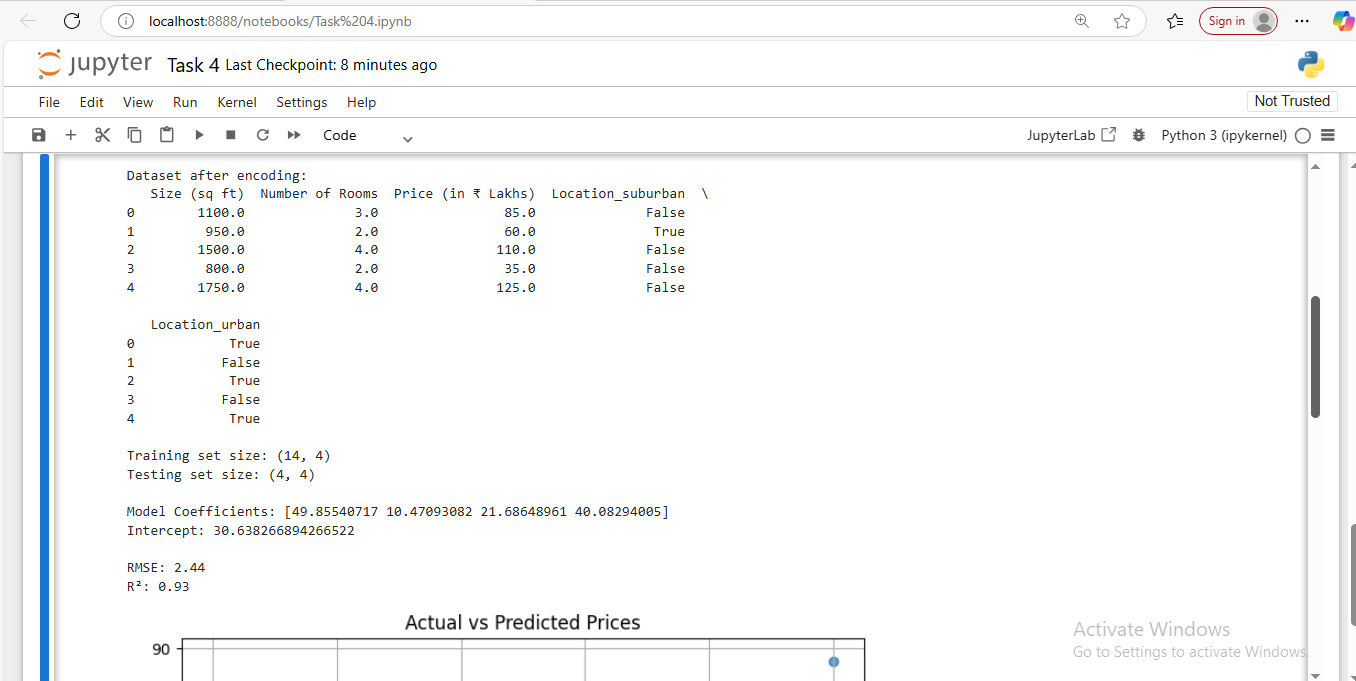 localhost:8888/notebooks/Task%204.ipynb
Sign in
jupyter Task 4 Last Checkpoint: 8 minutes ago
File Edit View Run Kernel Settings Help
Not Trusted
Code
JupyterLab
Python 3 (ipykernel)
Dataset after encoding:
   Size (sq ft)  Number of Rooms  Price (in ₹ Lakhs)  Location_suburban  \
0        1100.0              3.0                85.0              False
1         950.0              2.0                60.0               True
2        1500.0              4.0               110.0              False
3         800.0              2.0                35.0              False
4        1750.0              4.0               125.0              False
   Location_urban
0            True
1           False
2            True
3           False
4            True
Training set size: (14, 4)
Testing set size: (4, 4)
Model Coefficients: [49.85540717 10.47093082 21.68648961 40.08294005]
Intercept: 30.638266894266522
RMSE: 2.44
R²: 0.93
Actual vs Predicted Prices
90
Activate Windows
Go to Settings to activate Windows.